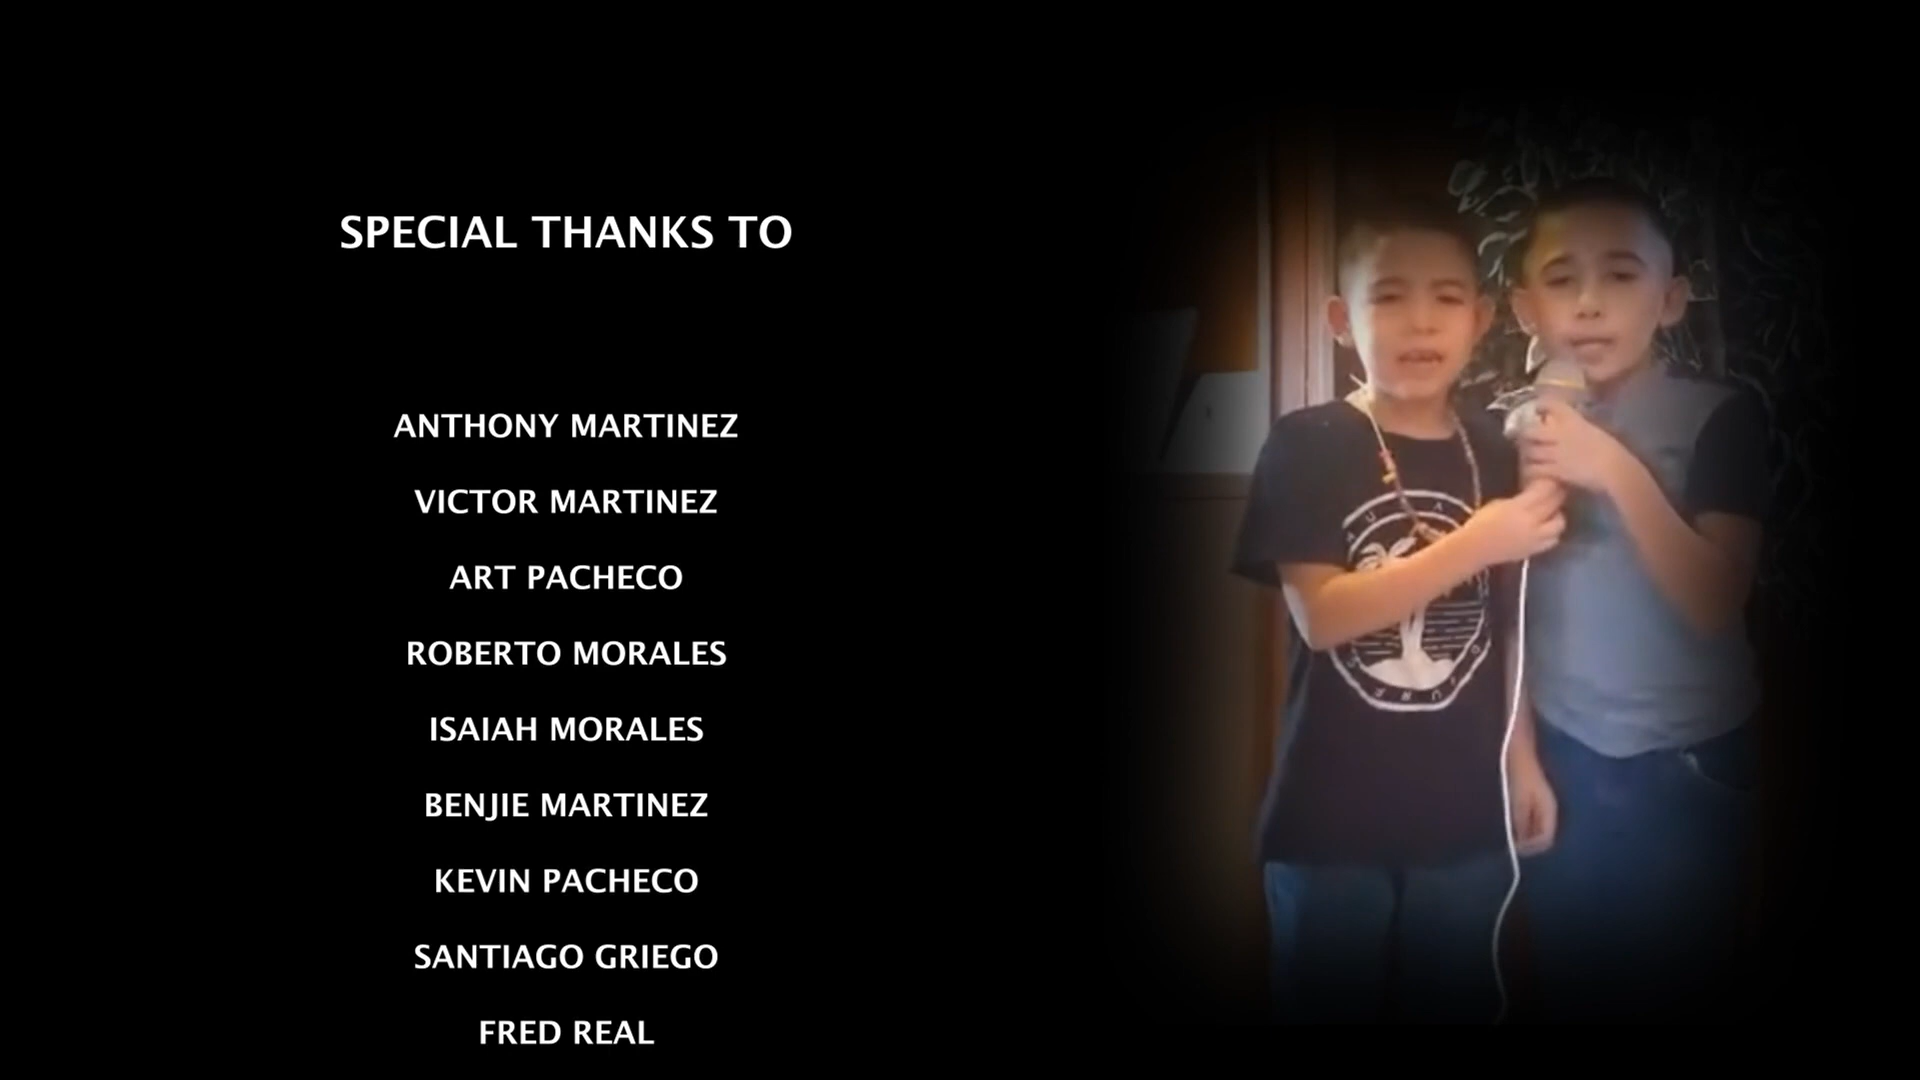 SPECIAL THANKS TO
ANTHONY MARTINEZ
VICTOR MARTINEZ
ART PACHECO
ROBERTO MORALES
ISAIAH MORALES
BENJIE MARTINEZ
KEVIN PACHECO
SANTIAGO GRIEGO
FRED REAL